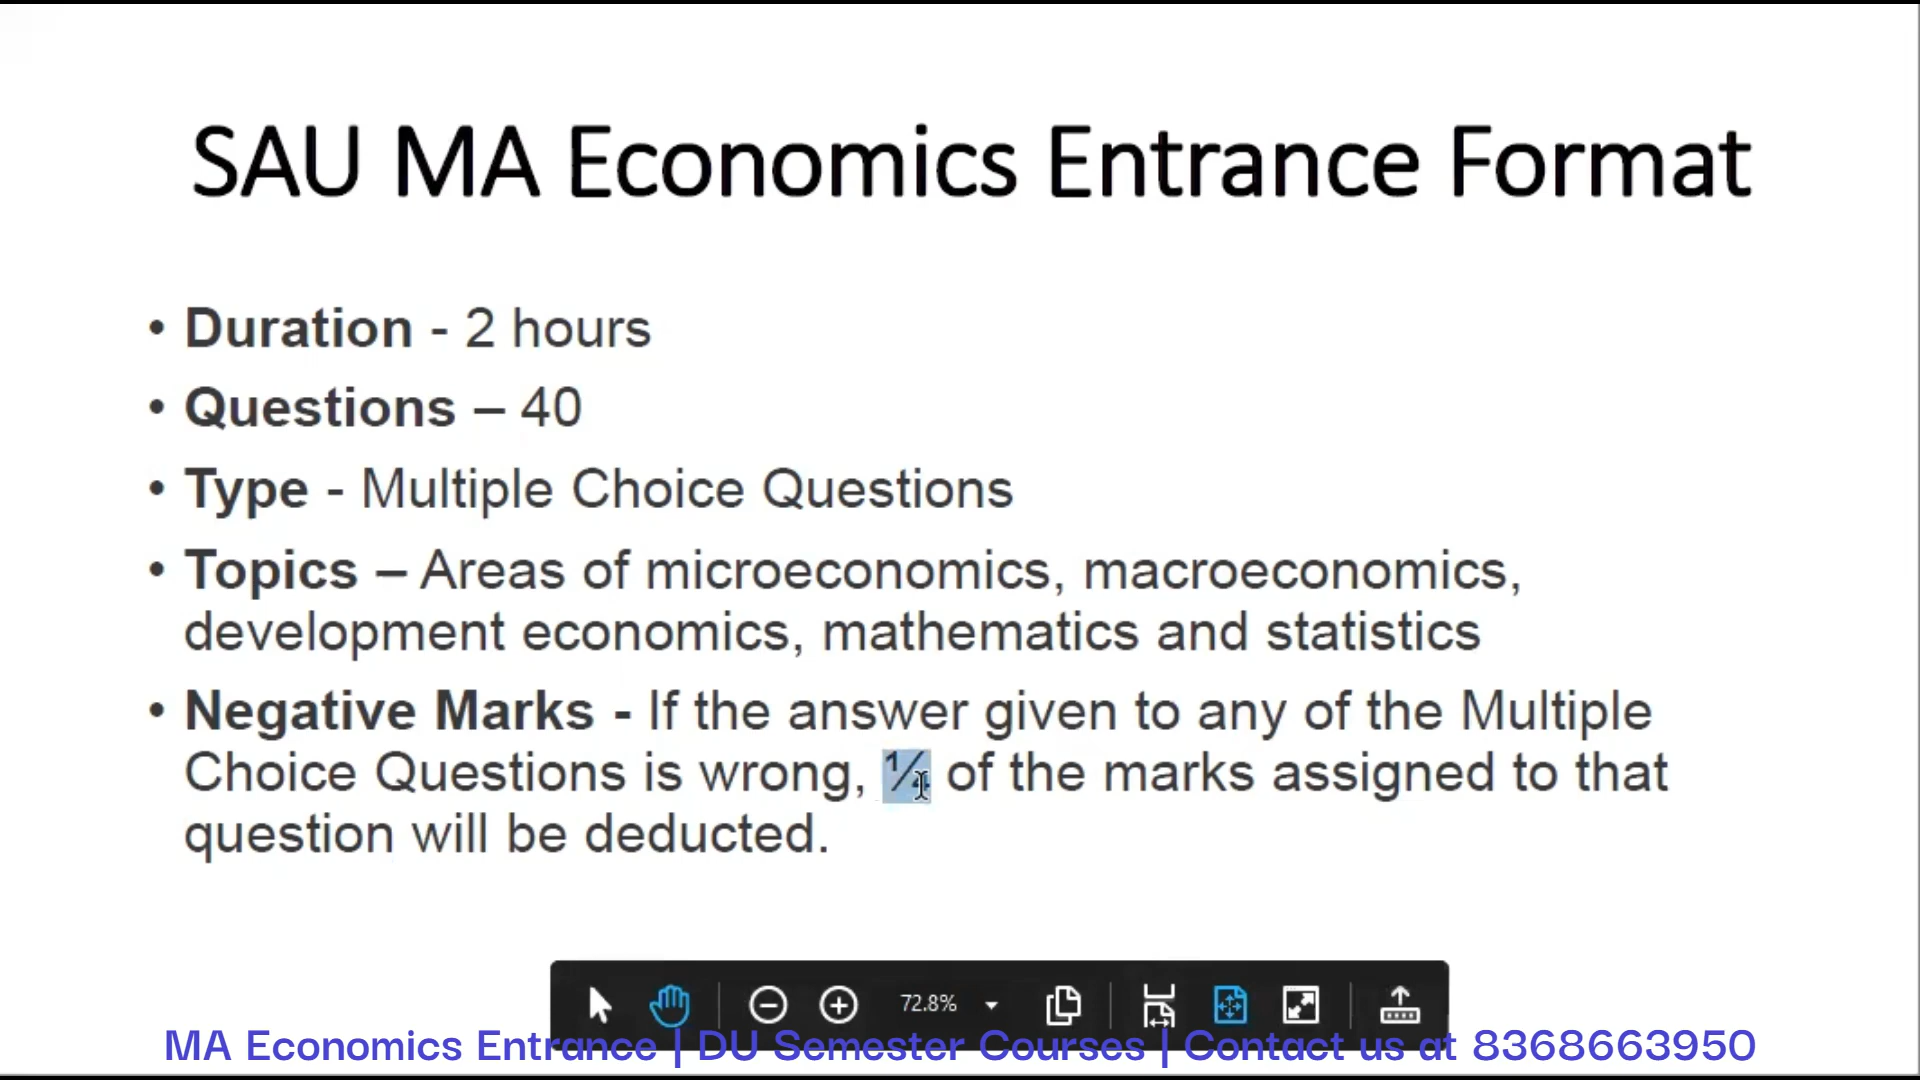 SAU MA Economics Entrance Format
• Duration - 2 hours
• Questions – 40
• Type - Multiple Choice Questions
• Topics – Areas of microeconomics, macroeconomics,
development economics, mathematics and statistics
• Negative Marks - If the answer given to any of the Multiple
Choice Questions is wrong, ¼ of the marks assigned to that
question will be deducted.
72.8%
MA Economics Entrance | DU Semester Courses | Contact us at 8368663950